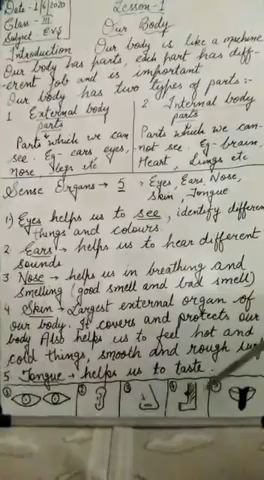 Date - 1/6/2020
Lesson - 1
Class - III
Our Body
Subject - EVS
Introduction Our body is like a machine
Our body has parts, each part has diff-
erent job and is important
Our body has two types of parts:-
1 External body
parts
Parts which we can
see. Eg- ears eyes,
nose legs etc
2 Internal body
parts
Parts which we can-
not see. Eg- brain,
Heart, Lungs etc
Sense Organs → 5 : Eyes, Ears, Nose,
Skin, Tongue
1) Eyes helps us to see, identify differen
things and colours.
2 Ears → helps us to hear different
sounds
3 Nose → helps us in breathing and
smelling (good smell and bad smell)
4 Skin → Largest external organ of
our body. It covers and protects our
body Also helps us to feel hot and
cold things, smooth and rough
5 Tongue → helps us to taste.